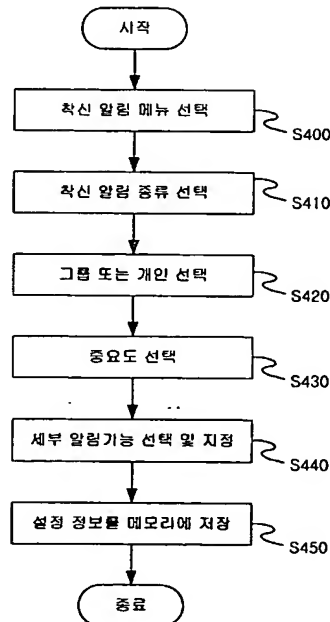 시작
착신 알림 메뉴 선택
S400
착신 알림 종류 선택
S410
그룹 또는 개인 선택
S420
중요도 선택
S430
세부 알림기능 선택 및 지정
S440
설정 정보를 메모리에 저장
S450
종료